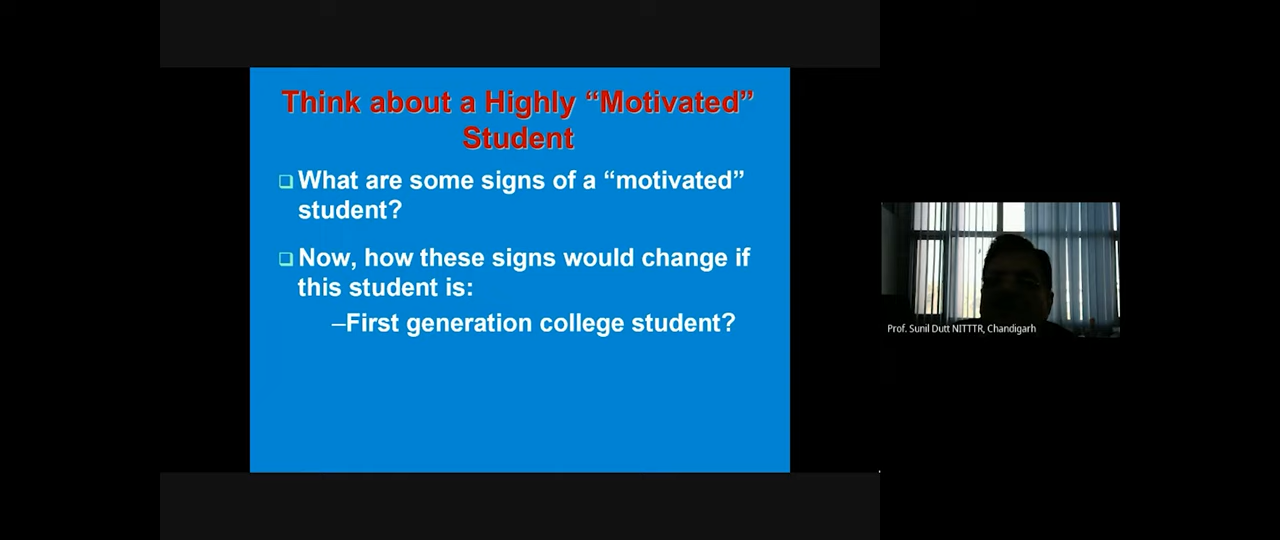 Think about a Highly “Motivated”
Student
❑ What are some signs of a “motivated”
student?
❑ Now, how these signs would change if
this student is:
–First generation college student?
Prof. Sunil Dutt NITTTR, Chandigarh